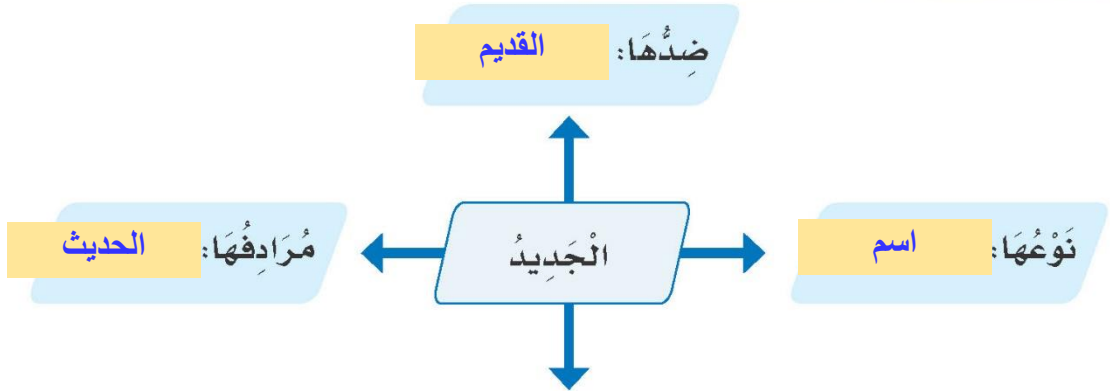 ضِدُّهَا: القديم
نَوْعُهَا: اسم
الْجَدِيدُ
مُرَادِفُهَا: الحديث